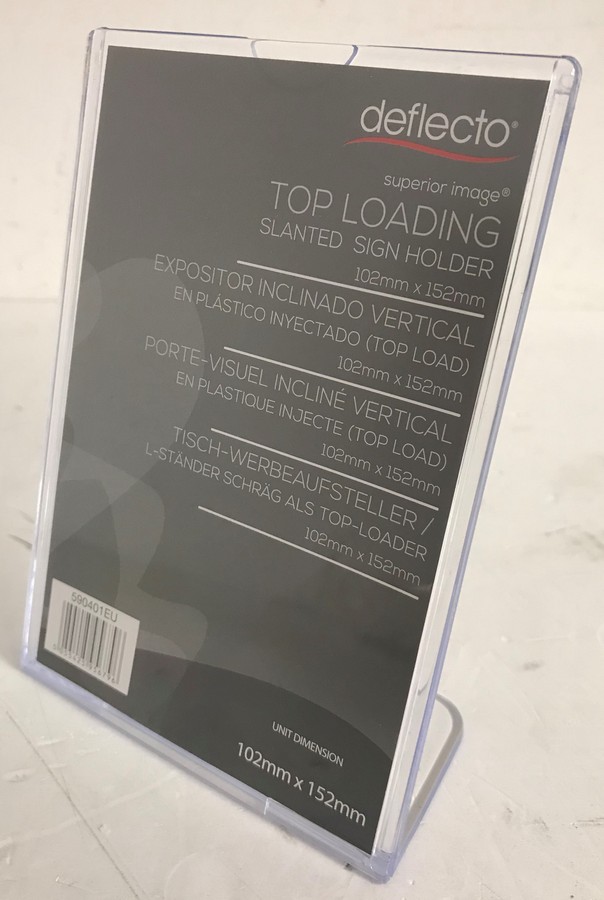 deflecto®
superior image®
TOP LOADING
SLANTED SIGN HOLDER
102mm x 152mm
EXPOSITOR INCLINADO VERTICAL
EN PLÁSTICO INYECTADO (TOP LOAD)
102mm x 152mm
PORTE-VISUEL INCLINÉ VERTICAL
EN PLASTIQUE INJECTE (TOP LOAD)
102mm x 152mm
TISCH-WERBEAUFSTELLER /
L-STÄNDER SCHRÄG ALS TOP-LOADER
102mm x 152mm
590401EU
UNIT DIMENSION
102mm x 152mm